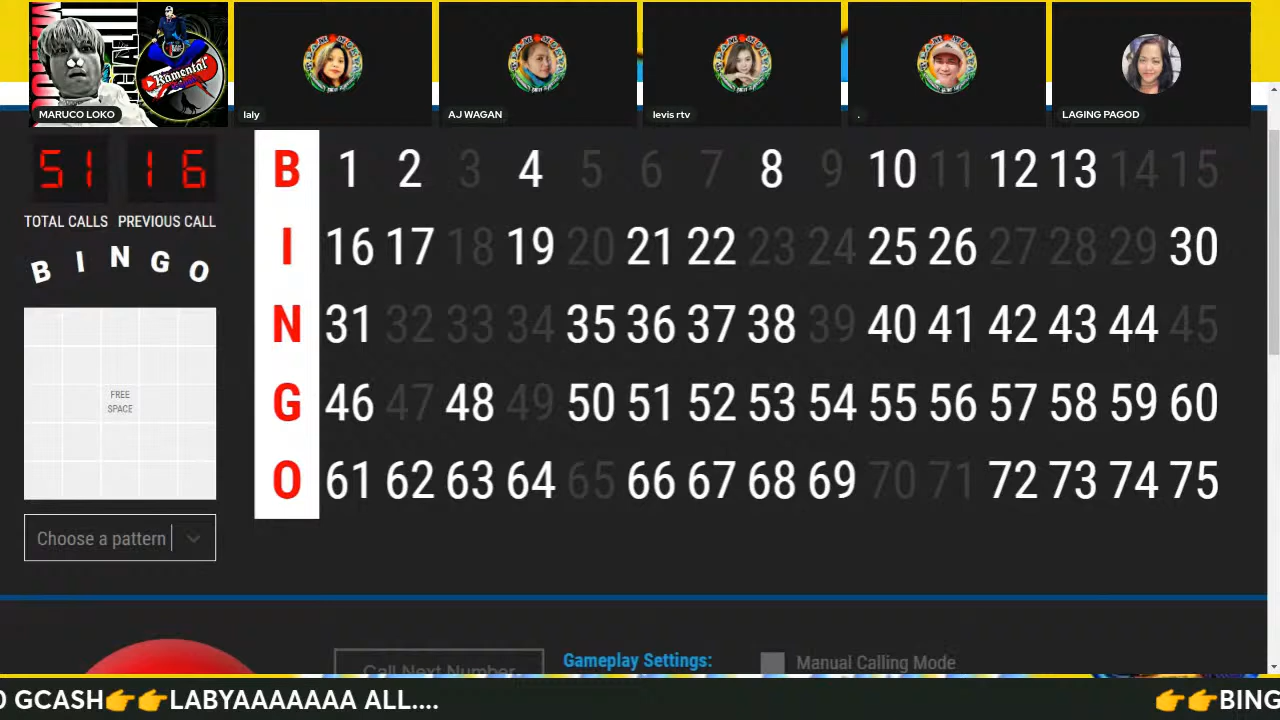 MARUCO LOKO
Ramental
laly
AJ WAGAN
levis rtv
.
LAGING PAGOD
51 16
TOTAL CALLS PREVIOUS CALL
B I N G O
FREE
SPACE
Choose a pattern
B 1 2 3 4 5 6 7 8 9 10 11 12 13 14 15
I 16 17 18 19 20 21 22 23 24 25 26 27 28 29 30
N 31 32 33 34 35 36 37 38 39 40 41 42 43 44 45
G 46 47 48 49 50 51 52 53 54 55 56 57 58 59 60
O 61 62 63 64 65 66 67 68 69 70 71 72 73 74 75
Call Next Number
Gameplay Settings:
Manual Calling Mode
0 GCASH👉👉LABYAAAAAAA ALL.... 👉👉BING